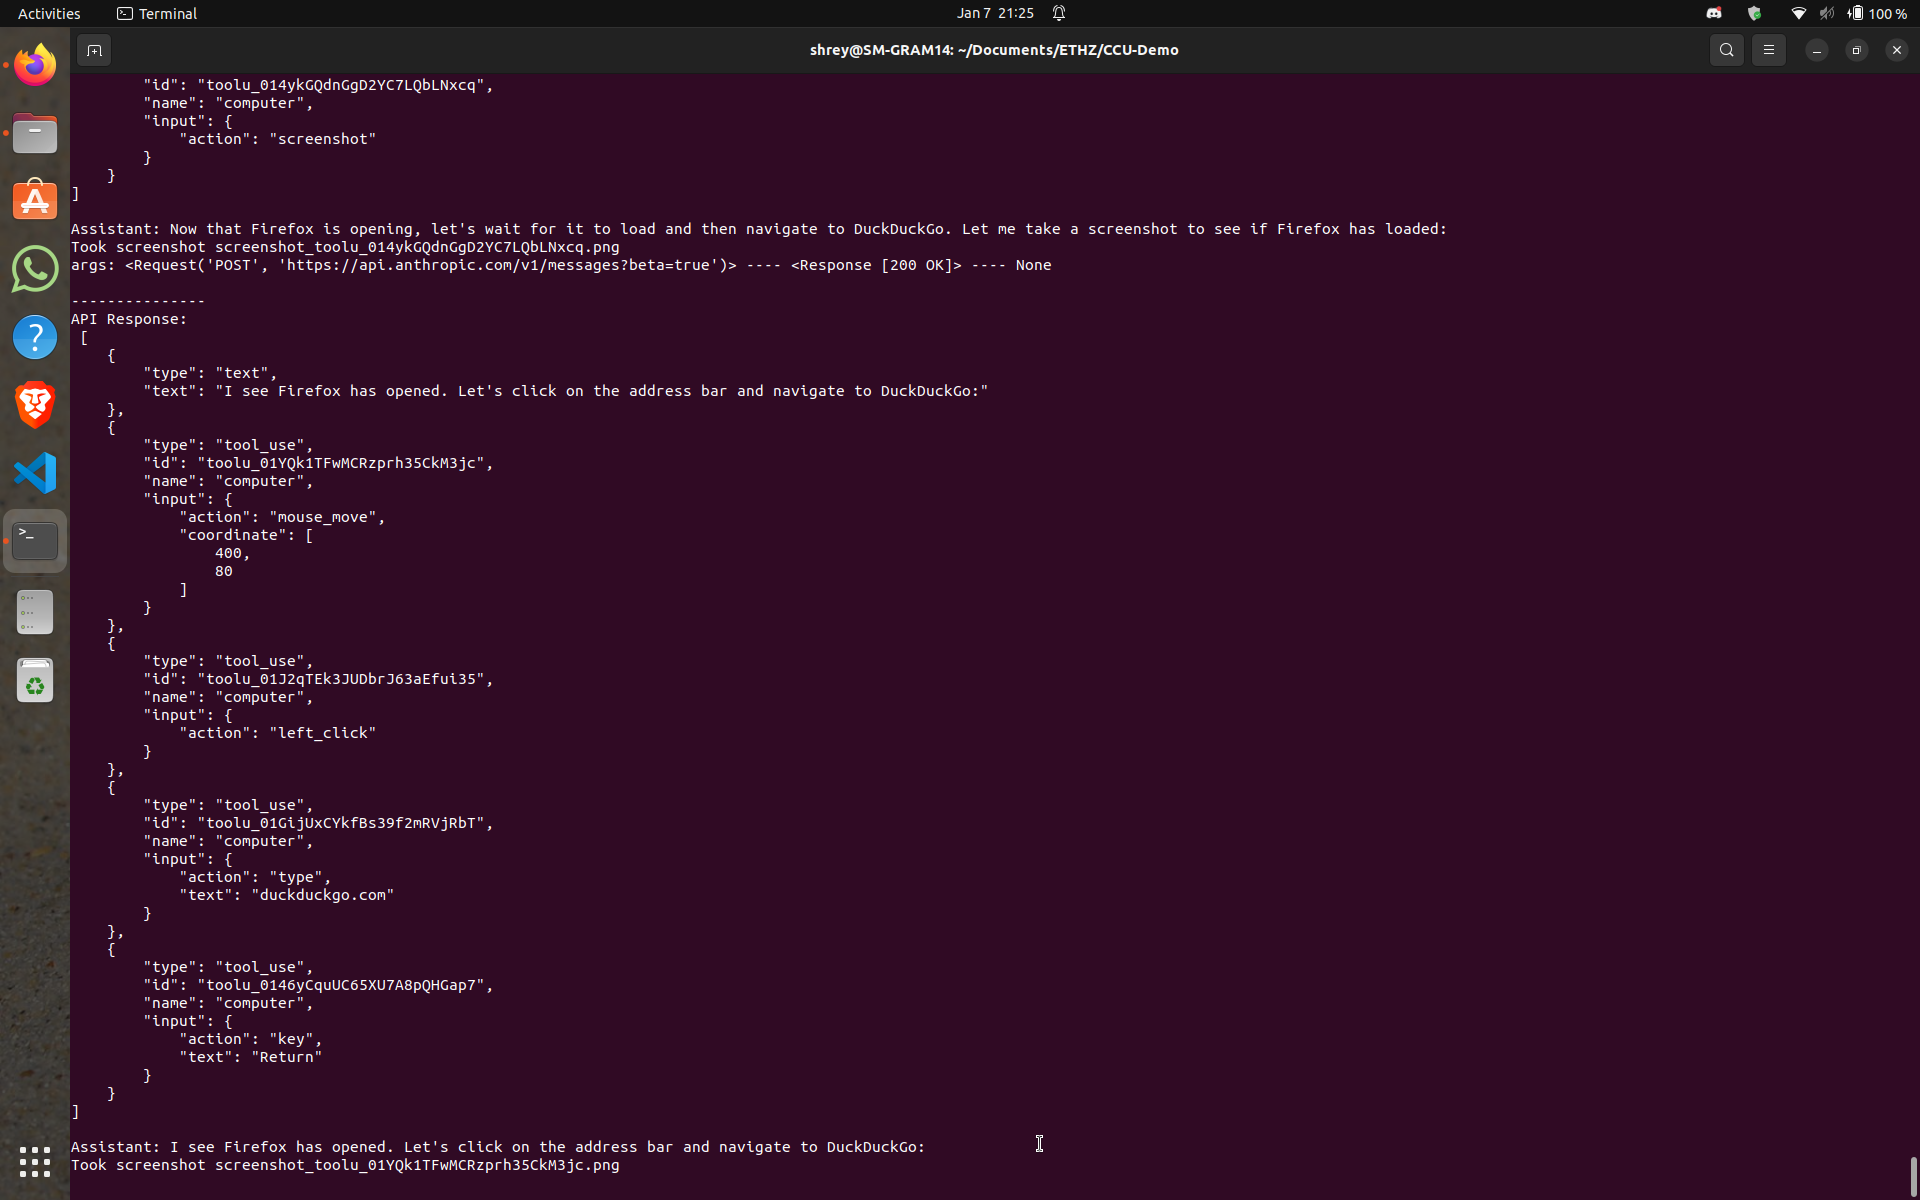 Activities
Terminal
Jan 7 21:25
100 %
shrey@SM-GRAM14: ~/Documents/ETHZ/CCU-Demo
"id": "toolu_014ykGQdnGgD2YC7LQbLNxcq",
"name": "computer",
"input": {
"action": "screenshot"
}
}
]
Assistant: Now that Firefox is opening, let's wait for it to load and then navigate to DuckDuckGo. Let me take a screenshot to see if Firefox has loaded:
Took screenshot screenshot_toolu_014ykGQdnGgD2YC7LQbLNxcq.png
args: <Request('POST', 'https://api.anthropic.com/v1/messages?beta=true')> ---- <Response [200 OK]> ---- None
---------------
API Response:
[
{
"type": "text",
"text": "I see Firefox has opened. Let's click on the address bar and navigate to DuckDuckGo:"
},
{
"type": "tool_use",
"id": "toolu_01YQk1TFwMCRzprh35CkM3jc",
"name": "computer",
"input": {
"action": "mouse_move",
"coordinate": [
400,
80
]
}
},
{
"type": "tool_use",
"id": "toolu_01J2qTEk3JUDbrJ63aEfui35",
"name": "computer",
"input": {
"action": "left_click"
}
},
{
"type": "tool_use",
"id": "toolu_01GijUxCYkfBs39f2mRVjRbT",
"name": "computer",
"input": {
"action": "type",
"text": "duckduckgo.com"
}
},
{
"type": "tool_use",
"id": "toolu_0146yCquUC65XU7A8pQHGap7",
"name": "computer",
"input": {
"action": "key",
"text": "Return"
}
}
]
Assistant: I see Firefox has opened. Let's click on the address bar and navigate to DuckDuckGo:
Took screenshot screenshot_toolu_01YQk1TFwMCRzprh35CkM3jc.png